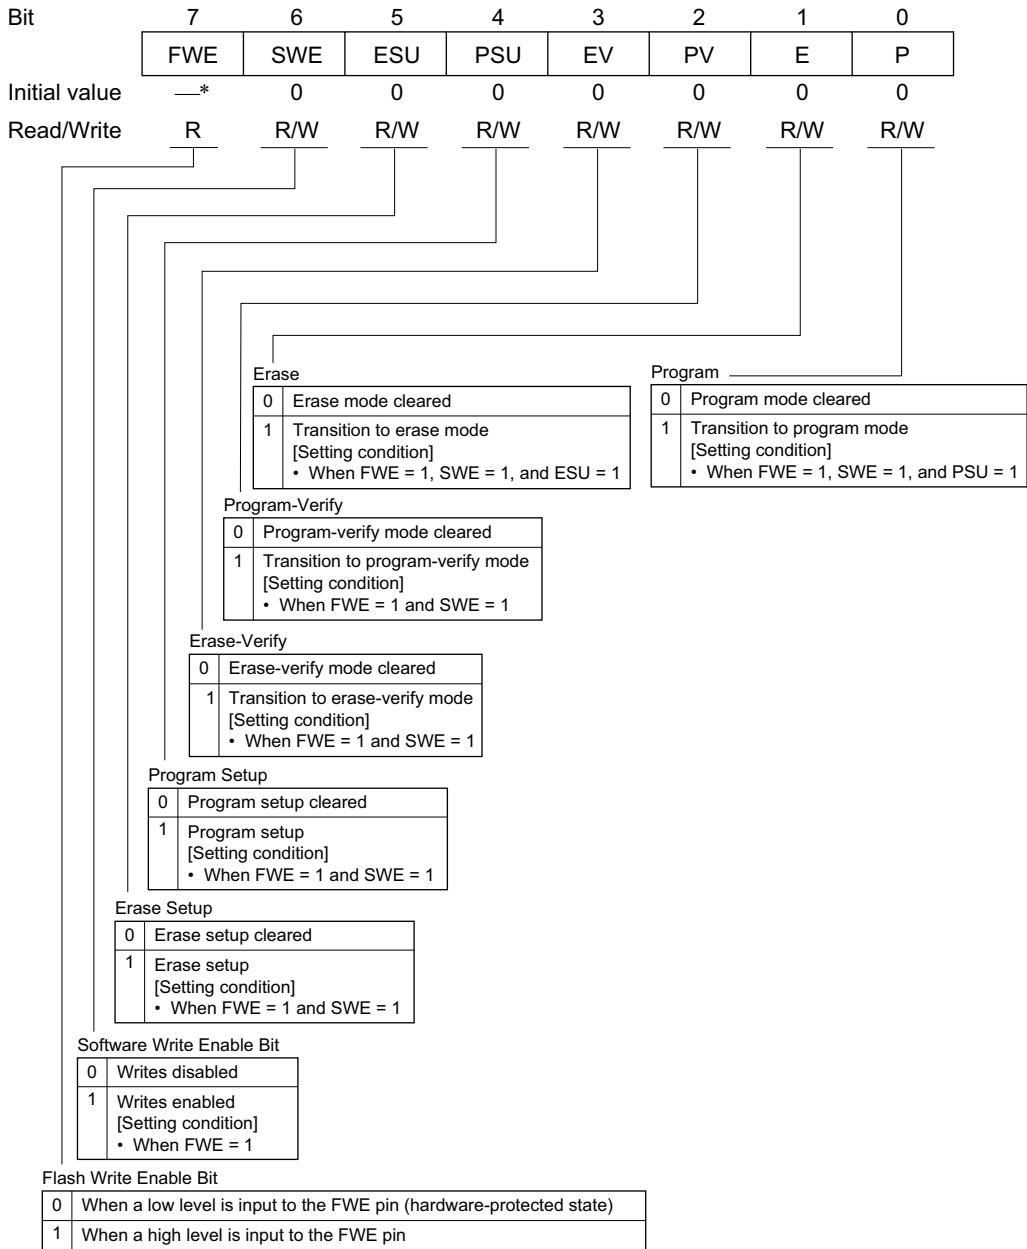 Bit 7 6 5 4 3 2 1 0
FWE SWE ESU PSU EV PV E P
Initial value —* 0 0 0 0 0 0 0
Read/Write R R/W R/W R/W R/W R/W R/W R/W
Erase
0 Erase mode cleared
1 Transition to erase mode
[Setting condition]
• When FWE = 1, SWE = 1, and ESU = 1
Program
0 Program mode cleared
1 Transition to program mode
[Setting condition]
• When FWE = 1, SWE = 1, and PSU = 1
Program-Verify
0 Program-verify mode cleared
1 Transition to program-verify mode
[Setting condition]
• When FWE = 1 and SWE = 1
Erase-Verify
0 Erase-verify mode cleared
1 Transition to erase-verify mode
[Setting condition]
• When FWE = 1 and SWE = 1
Program Setup
0 Program setup cleared
1 Program setup
[Setting condition]
• When FWE = 1 and SWE = 1
Erase Setup
0 Erase setup cleared
1 Erase setup
[Setting condition]
• When FWE = 1 and SWE = 1
Software Write Enable Bit
0 Writes disabled
1 Writes enabled
[Setting condition]
• When FWE = 1
Flash Write Enable Bit
0 When a low level is input to the FWE pin (hardware-protected state)
1 When a high level is input to the FWE pin